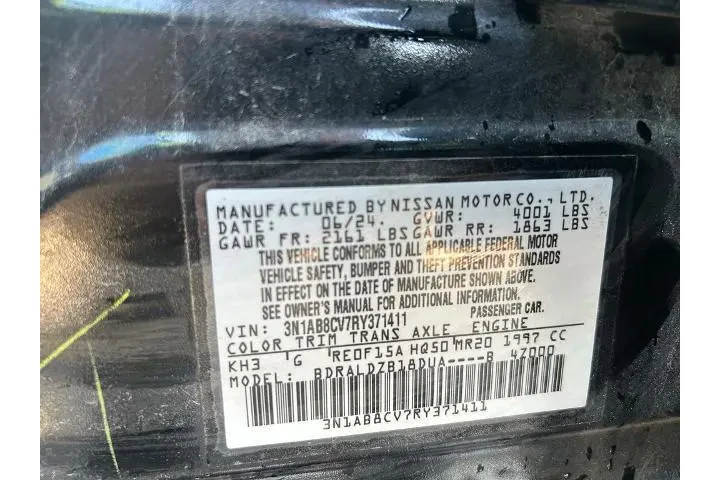 MANUFACTURED BY NISSAN MOTOR CO., LTD.
DATE: 06/24. GVWR: 4001 LBS
GAWR FR: 2161 LBS GAWR RR: 1863 LBS
THIS VEHICLE CONFORMS TO ALL APPLICABLE FEDERAL MOTOR
VEHICLE SAFETY, BUMPER AND THEFT PREVENTION STANDARDS
IN EFFECT ON THE DATE OF MANUFACTURE SHOWN ABOVE.
SEE OWNER'S MANUAL FOR ADDITIONAL INFORMATION.
VIN: 3N1AB8CV7RY371411 PASSENGER CAR.
COLOR TRIM TRANS AXLE ENGINE
KH3 G RE0F15A HQ50 MR20 1997 CC
MODEL: BDRALDZB18DUA----B 4Z000
3N1AB8CV7RY371411